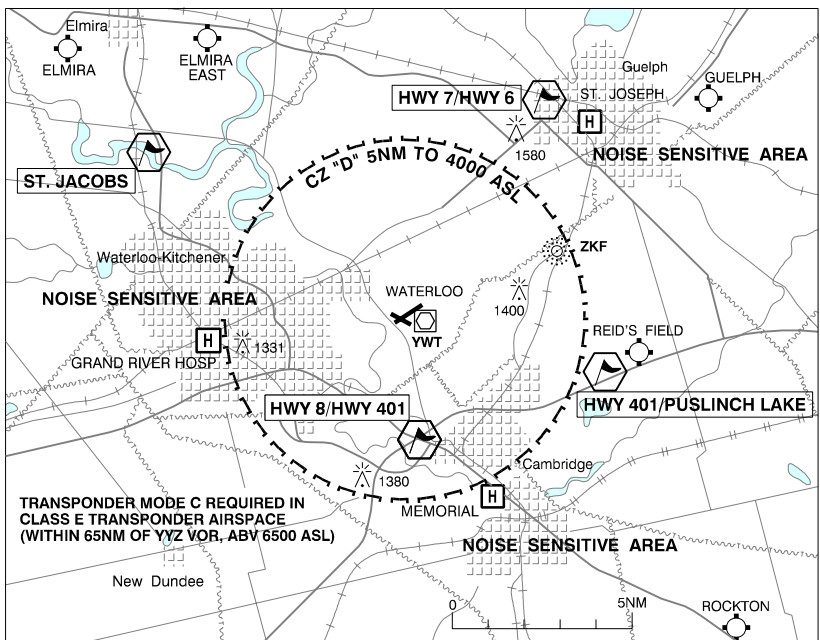 Elmira
ELMIRA
ELMIRA
EAST
HWY 7/HWY 6
Guelph
ST. JOSEPH
H
GUELPH
1580
NOISE SENSITIVE AREA
ST. JACOBS
CZ "D" 5NM TO 4000 ASL
Waterloo-Kitchener
ZKF
NOISE SENSITIVE AREA
WATERLOO
YWT
1400
H
1331
GRAND RIVER HOSP
REID'S FIELD
HWY 8/HWY 401
HWY 401/PUSLINCH LAKE
1380
Cambridge
MEMORIAL
H
TRANSPONDER MODE C REQUIRED IN
CLASS E TRANSPONDER AIRSPACE
(WITHIN 65NM OF YYZ VOR, ABV 6500 ASL)
NOISE SENSITIVE AREA
New Dundee
0 5NM
ROCKTON